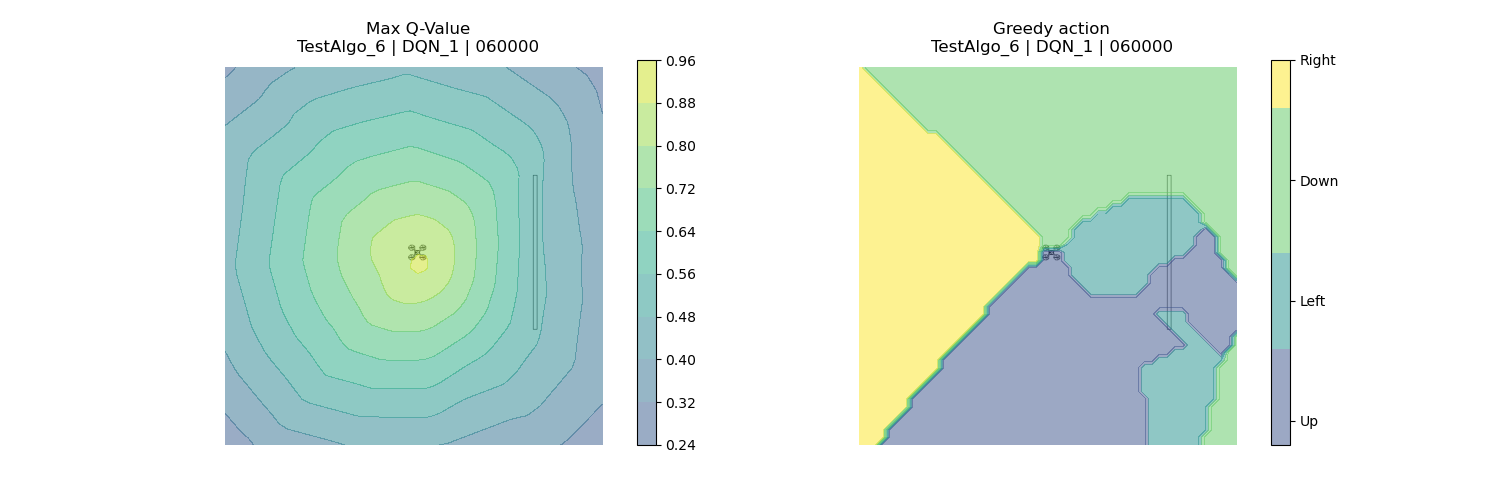 Max Q-Value
TestAlgo_6 | DQN_1 | 060000
0.96
0.88
0.80
0.72
0.64
0.56
0.48
0.40
0.32
0.24
Greedy action
TestAlgo_6 | DQN_1 | 060000
Right
Down
Left
Up